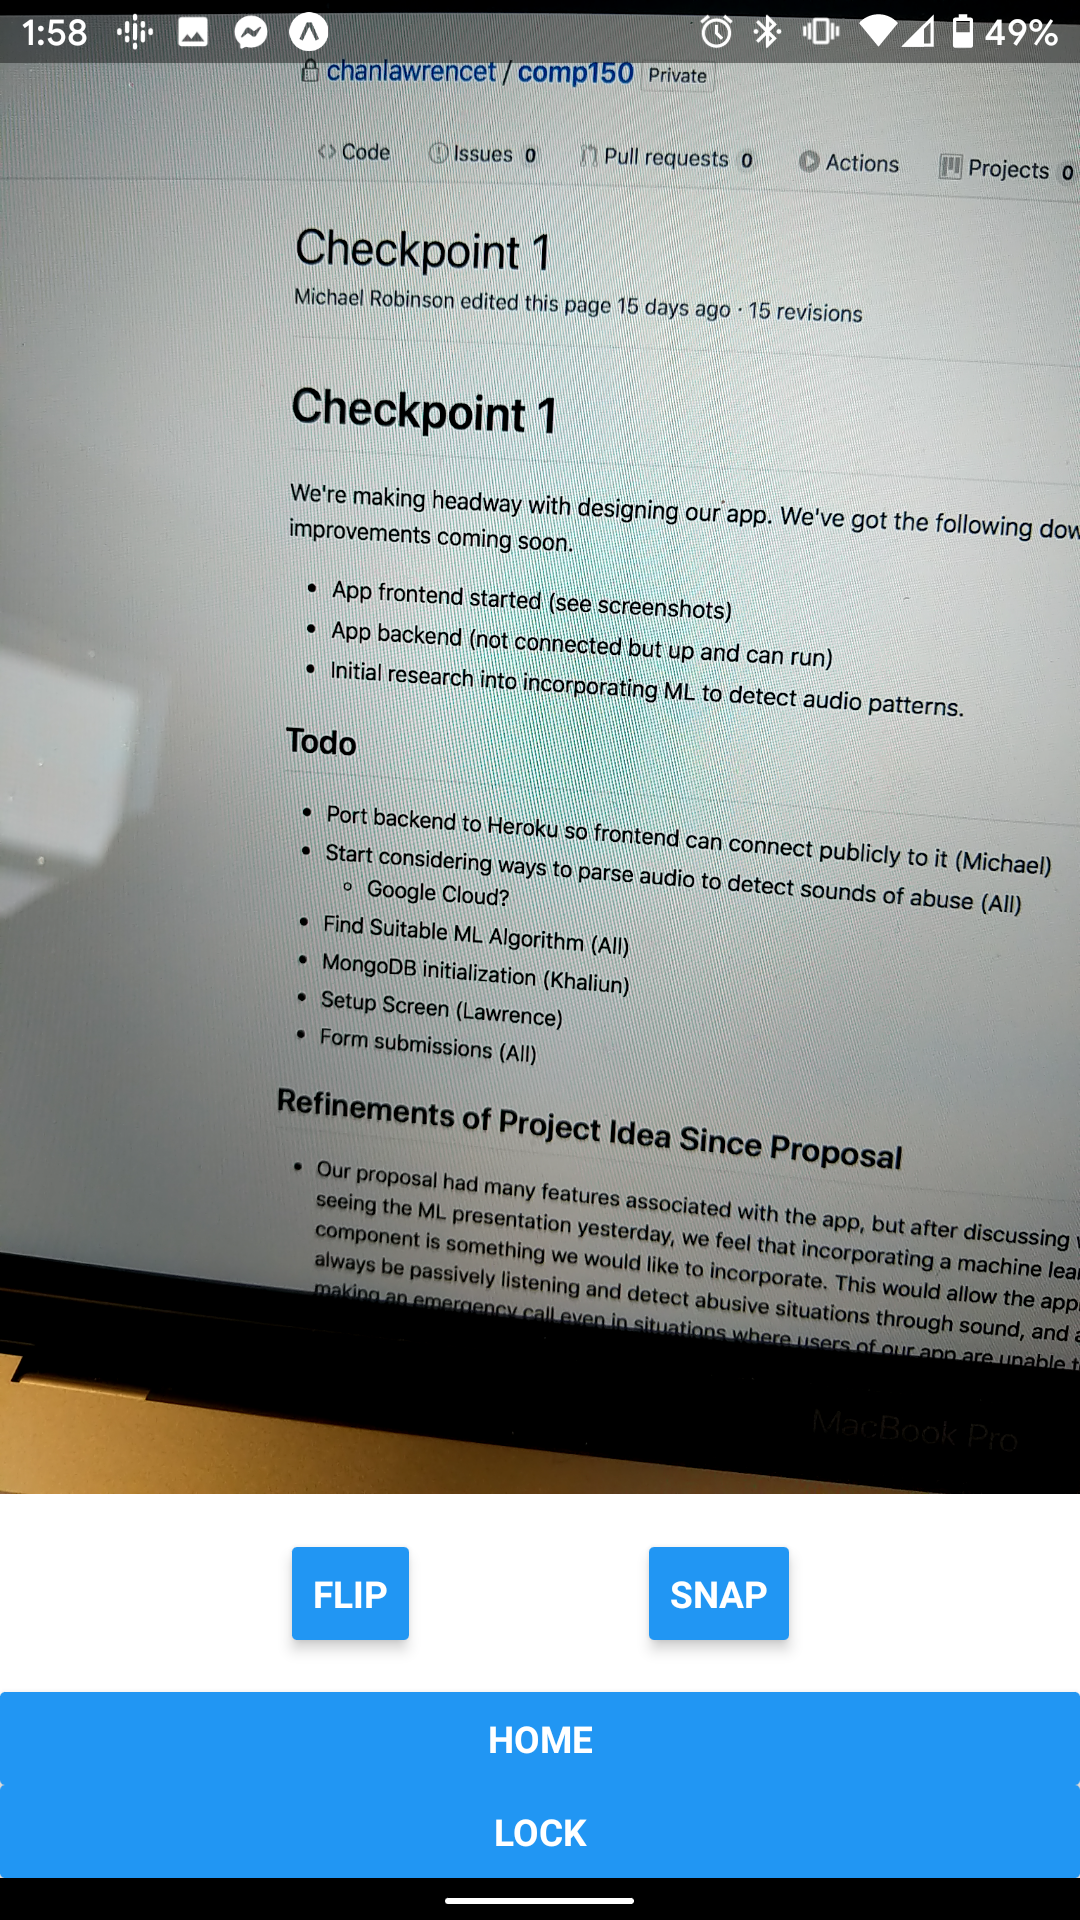 1:58 49%
chanlawrencet / comp150 Private
Code Issues 0 Pull requests 0 Actions Projects 0
Checkpoint 1
Michael Robinson edited this page 15 days ago · 15 revisions
Checkpoint 1
We're making headway with designing our app. We've got the following
improvements coming soon.
• App frontend started (see screenshots)
• App backend (not connected but up and can run)
• Initial research into incorporating ML to detect audio patterns.
Todo
• Port backend to Heroku so frontend can connect publicly to it (Michael)
• Start considering ways to parse audio to detect sounds of abuse (All)
◦ Google Cloud?
• Find Suitable ML Algorithm (All)
• MongoDB initialization (Khaliun)
• Setup Screen (Lawrence)
• Form submissions (All)
Refinements of Project Idea Since Proposal
• Our proposal had many features associated with the app, but after discussing
seeing the ML presentation yesterday, we feel that incorporating a machine
component is something we would like to incorporate. This would allow the app
always be passively listening and detect abusive situations through sound, and
making an emergency call even in situations where users of our app are unable
MacBook Pro
FLIP SNAP
HOME
LOCK